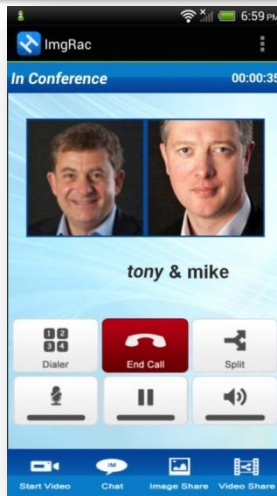 6:59 PM
ImgRac
In Conference 00:00:35
tony & mike
Dialer End Call Split
Start Video Chat Image Share Video Share